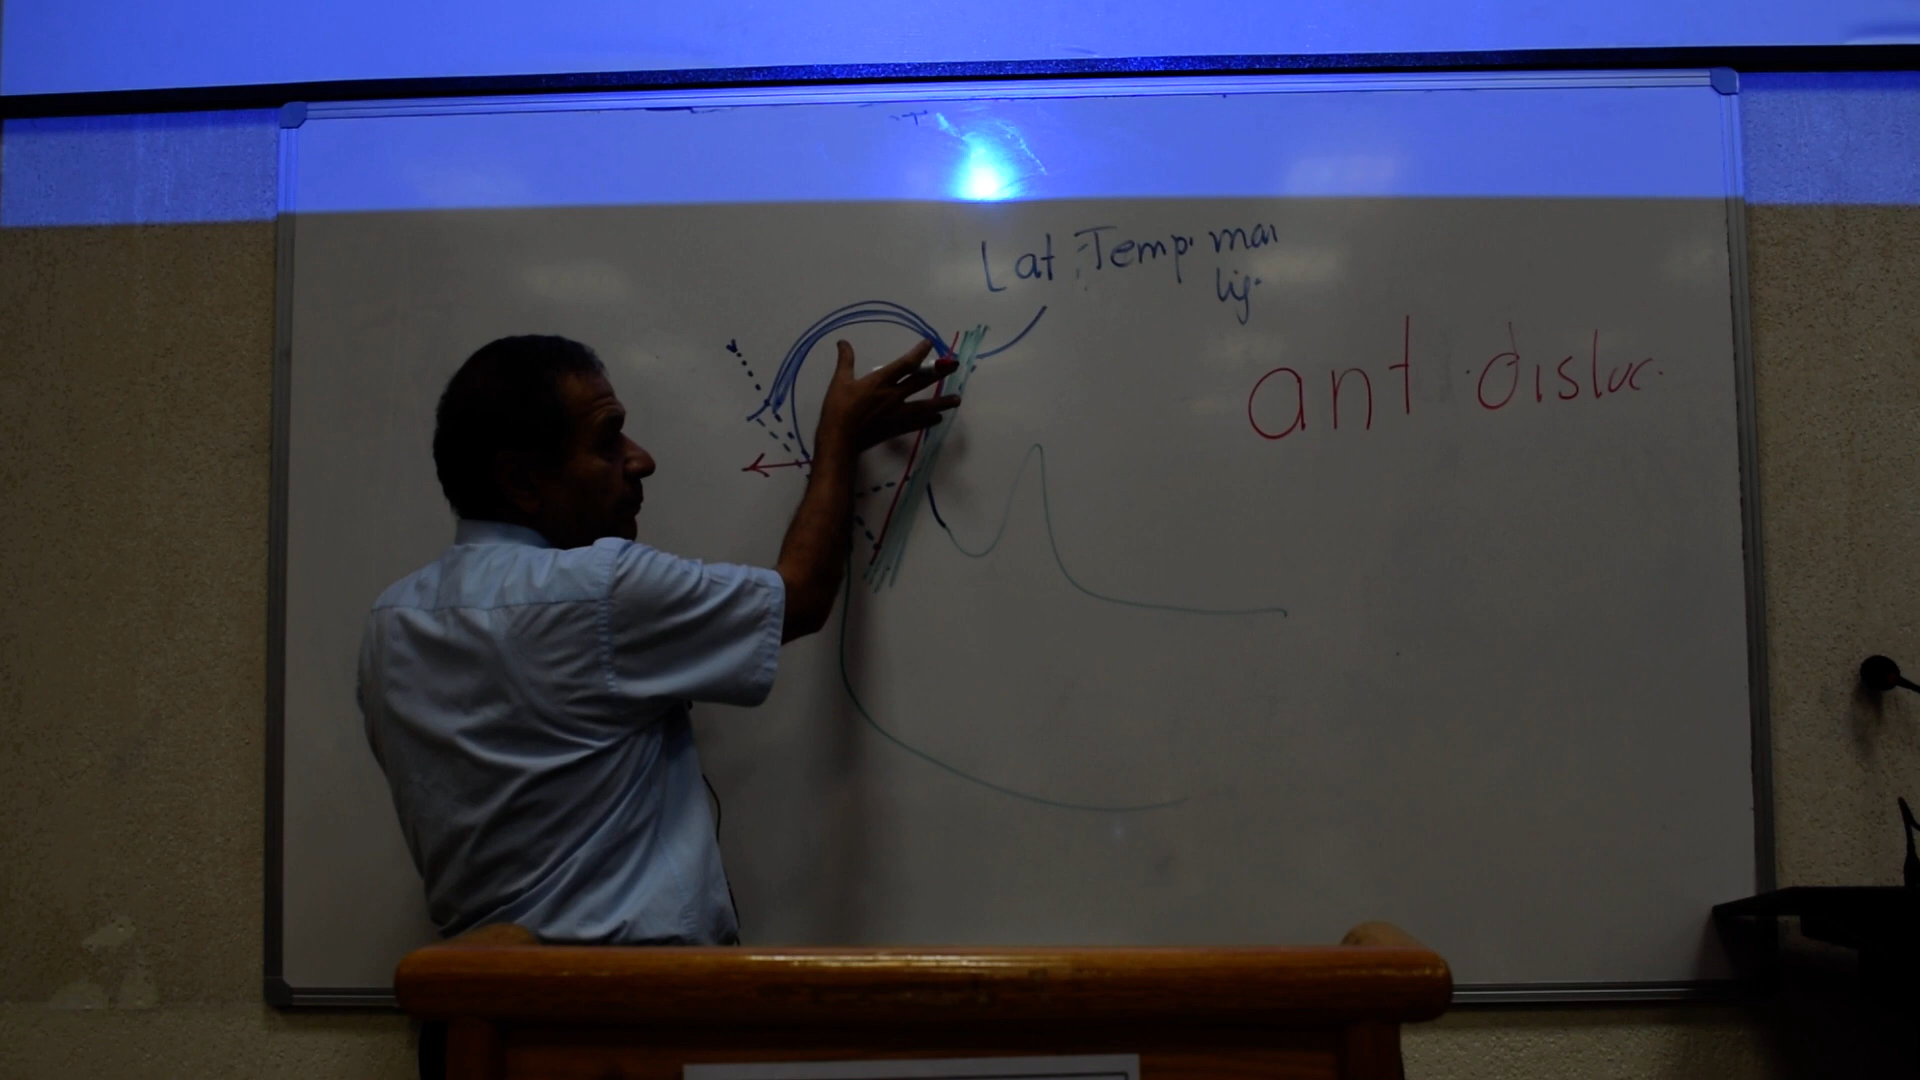 Lat. Temp. man
lig.
ant. disloc.